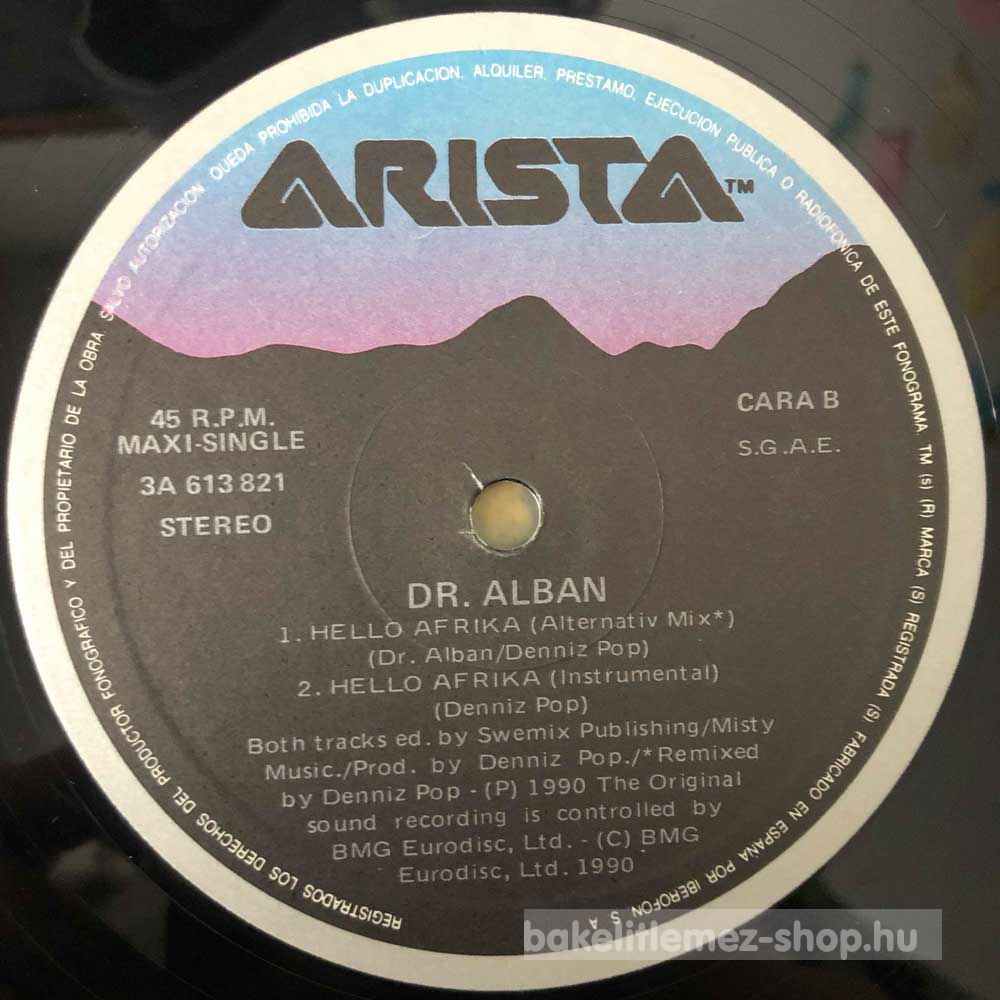 REGISTRADOS LOS DERECHOS DEL PRODUCTOR FONOGRAFICO Y DEL PROPIETARIO DE LA OBRA. SALVO AUTORIZACION QUEDA PROHIBIDA LA DUPLICACION, ALQUILER, PRESTAMO, EJECUCION PUBLICA O RADIOFONICA DE ESTE FONOGRAMA. TM (s) (R) MARCA (S) REGISTRADA (S). FABRICADO EN ESPAÑA POR IBEROFON S A
ARISTA™
45 R.P.M.
MAXI-SINGLE
3A 613 821
STEREO
CARA B
S.G.A.E.
DR. ALBAN
1. HELLO AFRIKA (Alternativ Mix*)
(Dr. Alban/Denniz Pop)
2. HELLO AFRIKA (Instrumental)
(Denniz Pop)
Both tracks ed. by Swemix Publishing/Misty
Music./Prod. by Denniz Pop./*Remixed
by Denniz Pop - (P) 1990 The Original
sound recording is controlled by
BMG Eurodisc, Ltd. - (C) BMG
Eurodisc, Ltd. 1990
bakelitlemez-shop.hu